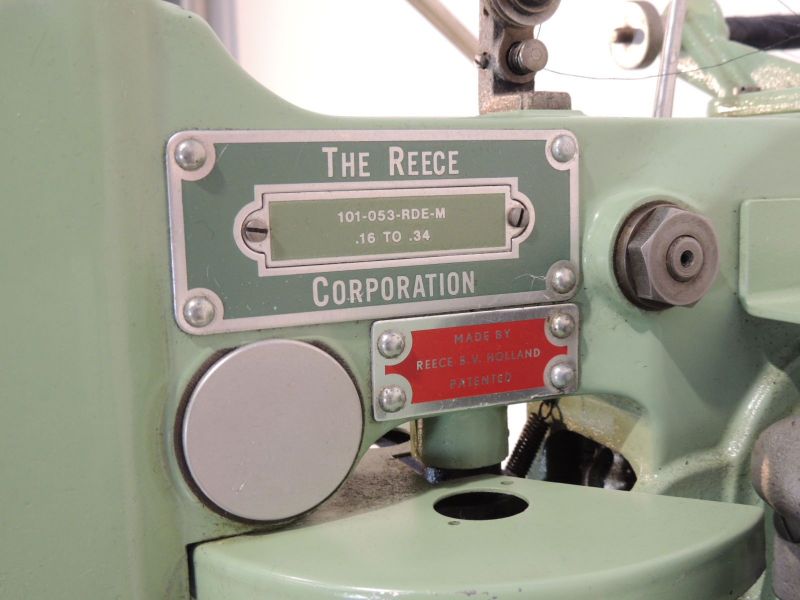 THE REECE
101-053-RDE-M
.16 TO .34
CORPORATION
MADE BY
REECE B.V. HOLLAND
PATENTED